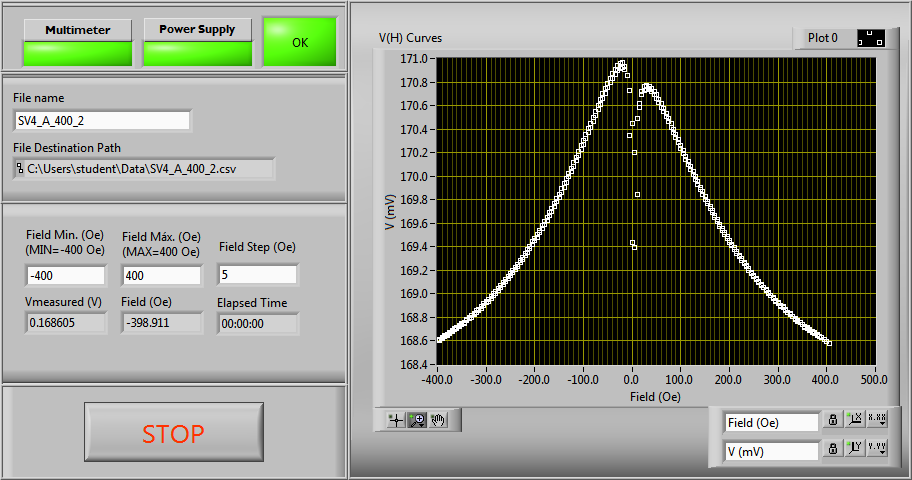 Multimeter
Power Supply
OK
File name
SV4_A_400_2
File Destination Path
C:\Users\student\Data\SV4_A_400_2.csv
Field Min. (Oe)
(MIN=-400 Oe)
Field Máx. (Oe)
(MAX=400 Oe)
Field Step (Oe)
-400
400
5
Vmeasured (V)
Field (Oe)
Elapsed Time
0.168605
-398.911
00:00:00
STOP
V(H) Curves
Plot 0
171.0
170.8
170.6
170.4
170.2
170.0
169.8
169.6
169.4
169.2
169.0
168.8
168.6
168.4
V (mV)
-400.0
-300.0
-200.0
-100.0
0.0
100.0
200.0
300.0
400.0
500.0
Field (Oe)
Field (Oe)
X
X.XX
V (mV)
Y
Y.YY